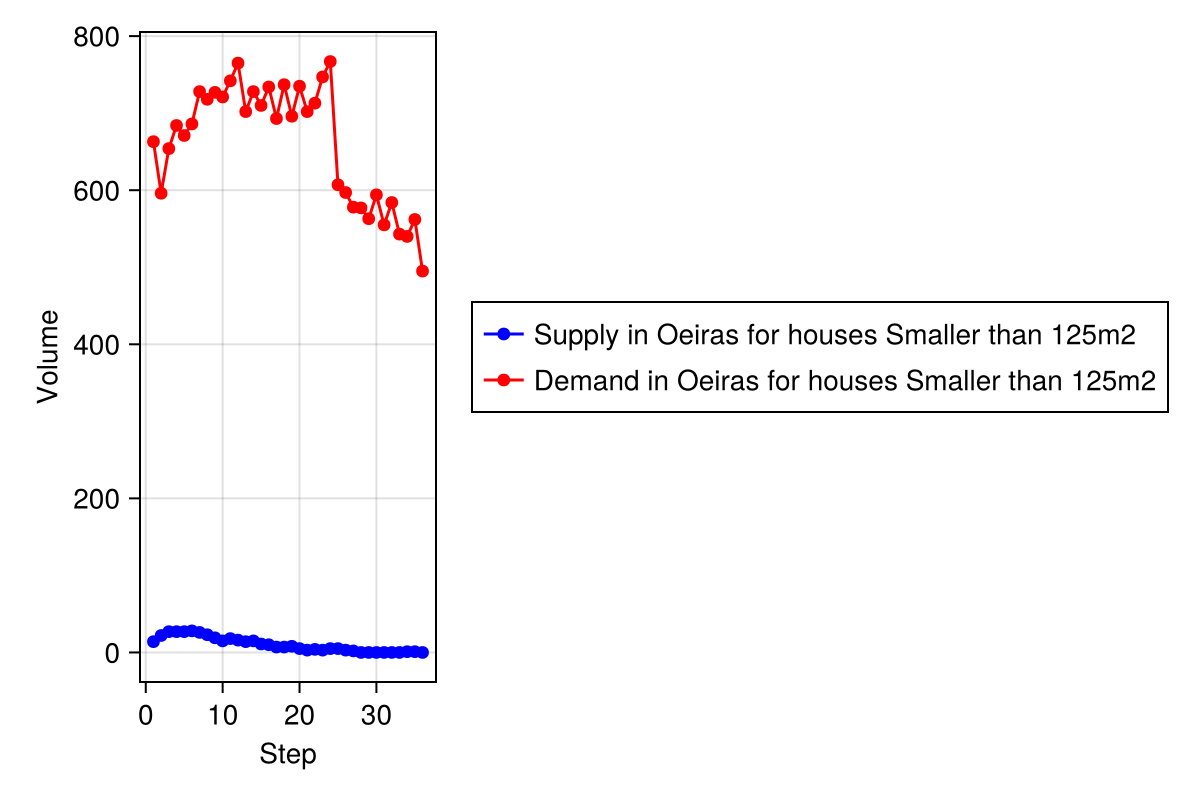 800
600
400
200
0
Volume
0 10 20 30
Step
Supply in Oeiras for houses Smaller than 125m2
Demand in Oeiras for houses Smaller than 125m2